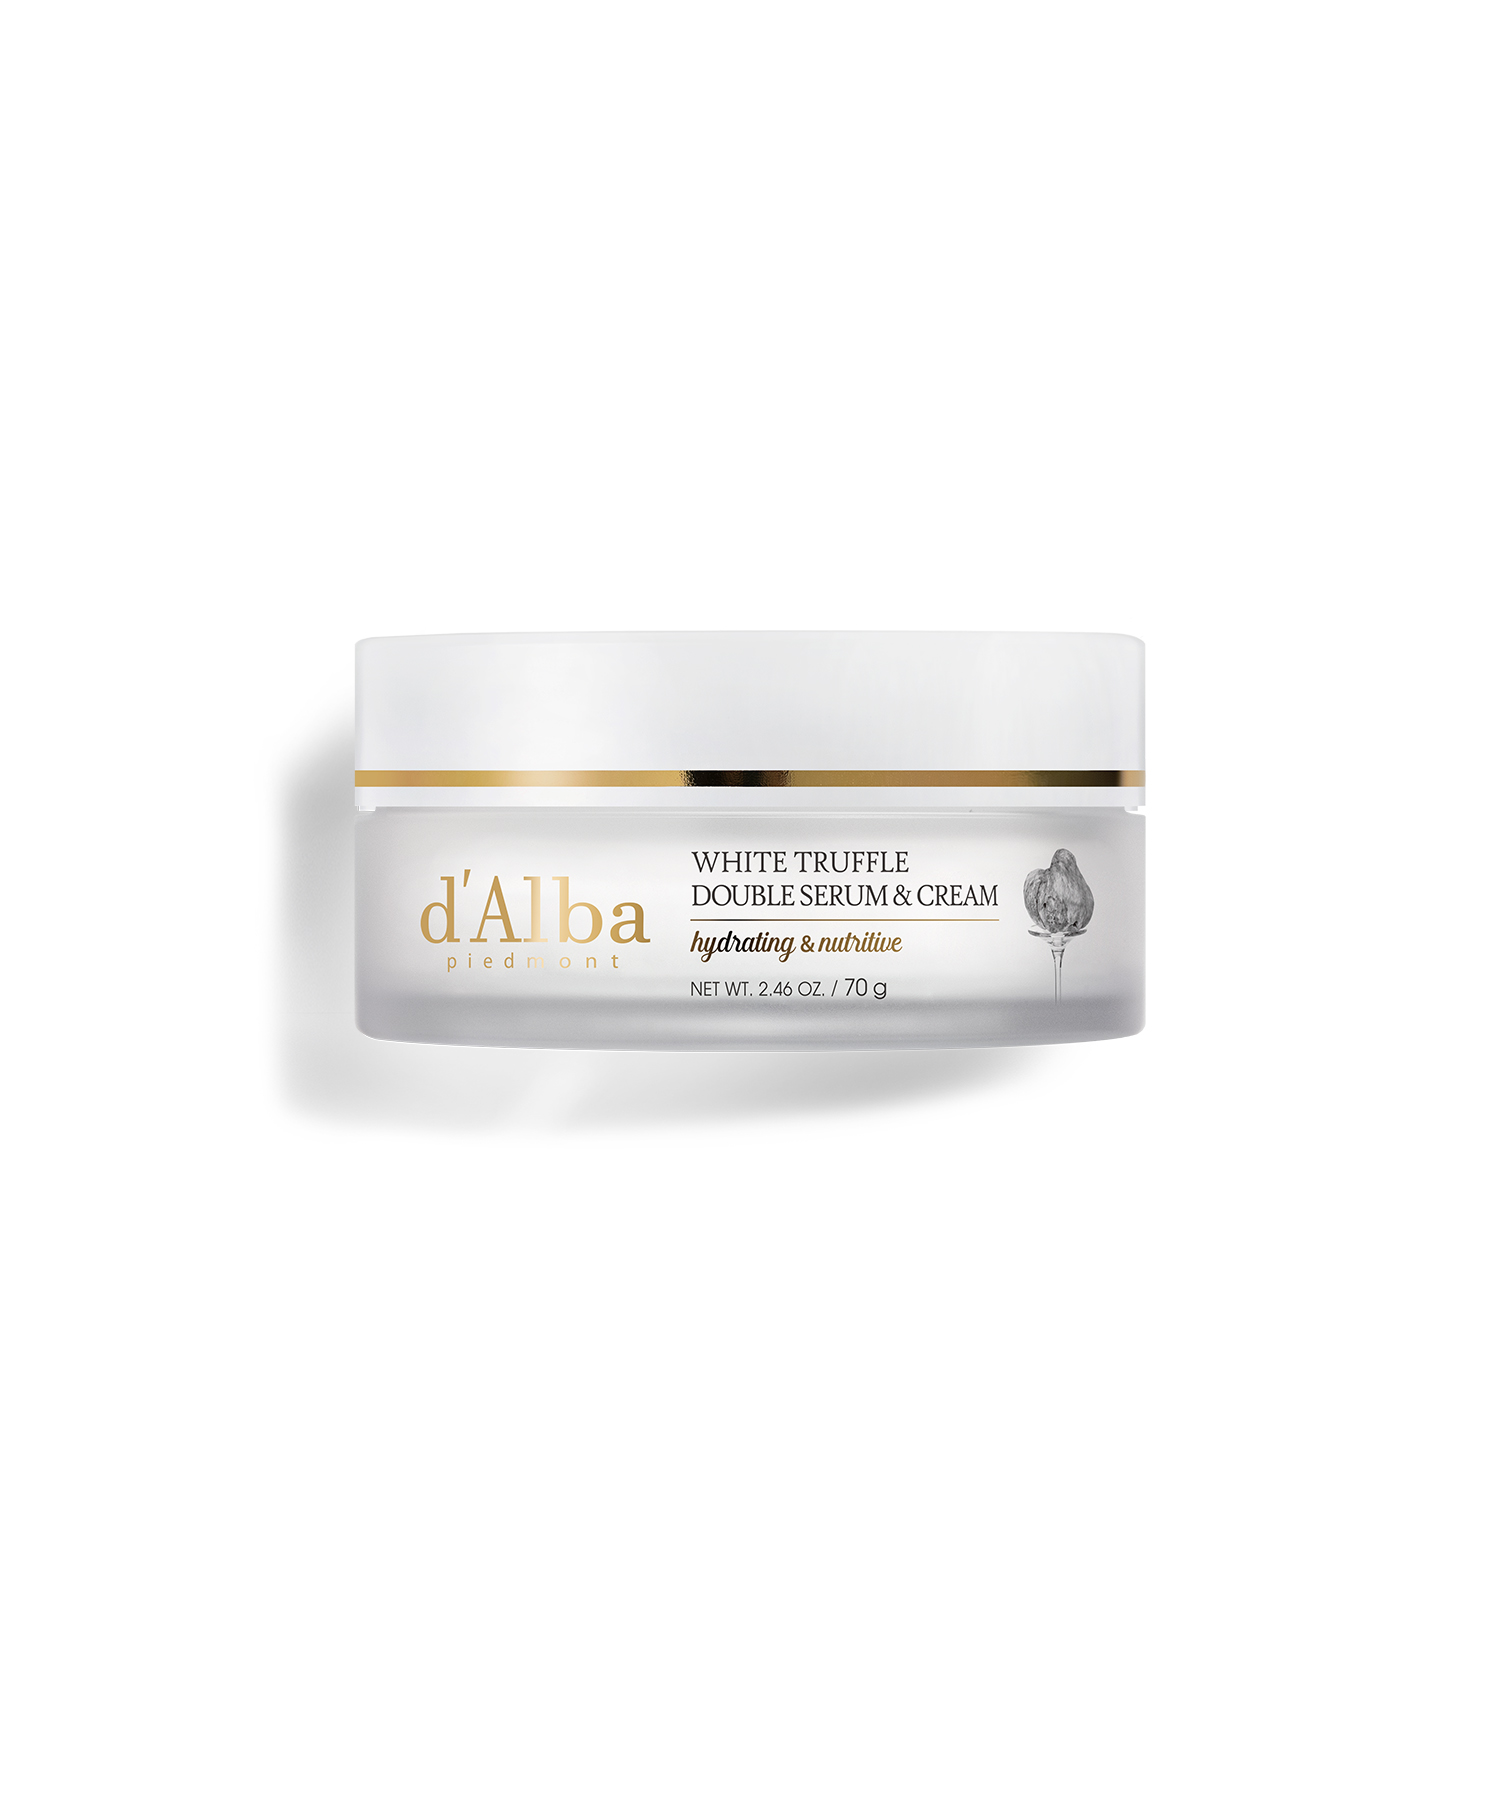 d'Alba
piedmont
WHITE TRUFFLE
DOUBLE SERUM & CREAM
hydrating & nutritive
NET WT. 2.46 OZ. / 70 g